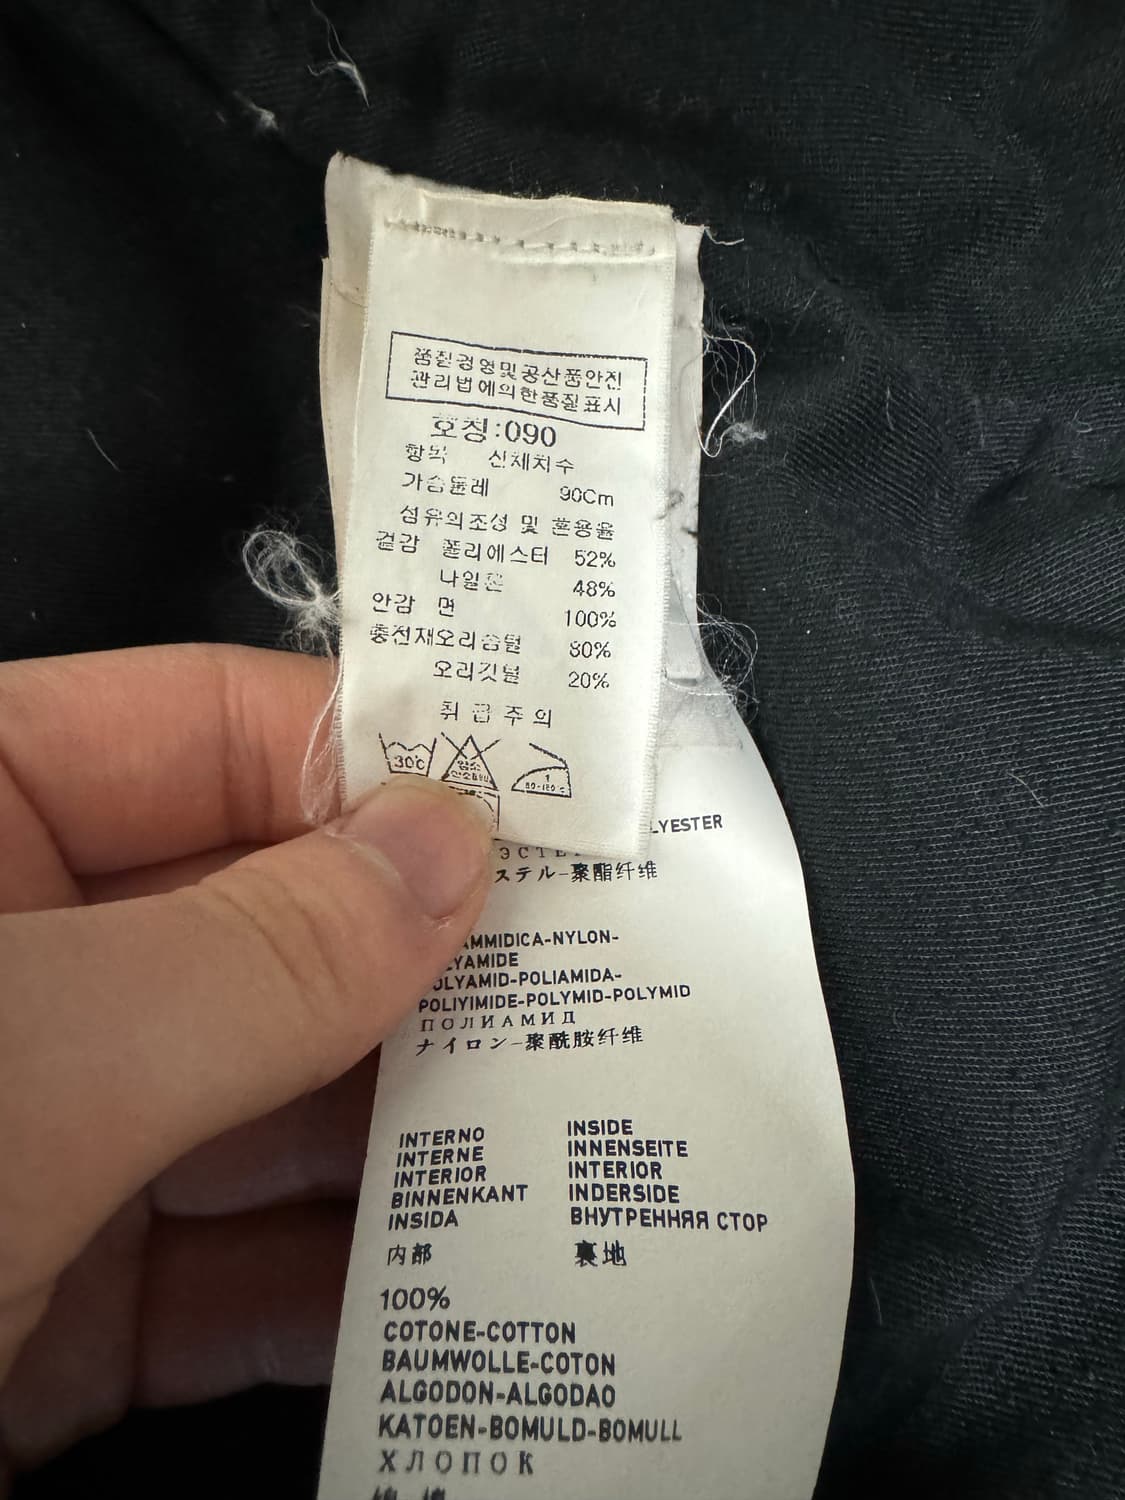 품질경영및공산품안전
관리법에의한품질표시
호칭:090
항목 신체치수
가슴둘레 90Cm
섬유의조성 및 혼용율
겉감 폴리에스터 52%
나일론 48%
안감 면 100%
충전재오리솜털 80%
오리깃털 20%
취급주의
30℃
염소
1
80-120℃
LYESTER
ЭСТЕ
ステル-聚酯纤维
AMMIDICA-NYLON-
LYAMIDE
OLYAMID-POLIAMIDA-
POLIYIMIDE-POLYMID-POLYMID
ПОЛИАМИД
ナイロン-聚酰胺纤维
INTERNO INSIDE
INTERNE INNENSEITE
INTERIOR INTERIOR
BINNENKANT INDERSIDE
INSIDA ВНУТРЕННЯЯ СТОР
内部 裏地
100%
COTONE-COTTON
BAUMWOLLE-COTON
ALGODON-ALGODAO
KATOEN-BOMULD-BOMULL
ХЛОПОК